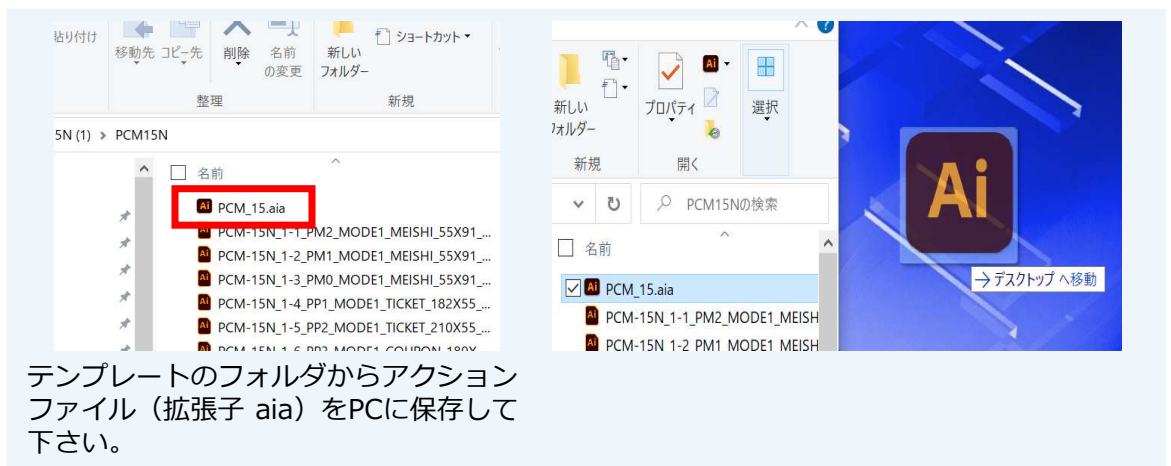 貼り付け
移動先 コピー先
削除
名前
の変更
新しい
フォルダー
ショートカット
整理
新規
5N (1) > PCM15N
名前
PCM_15.aia
PCM-15N_1-1_PM2_MODE1_MEISHI_55X91_...
PCM-15N_1-2_PM1_MODE1_MEISHI_55X91_...
PCM-15N_1-3_PM0_MODE1_MEISHI_55X91_...
PCM-15N_1-4_PP1_MODE1_TICKET_182X55_...
PCM-15N_1-5_PP2_MODE1_TICKET_210X55_...
新しい
フォルダー
プロパティ
選択
新規
開く
PCM15Nの検索
名前
PCM_15.aia
PCM-15N_1-1_PM2_MODE1_MEISH
PCM-15N_1-2_PM1_MODE1_MEISH
Ai
→デスクトップ へ移動
テンプレートのフォルダからアクション
ファイル（拡張子 aia）をPCに保存して
下さい。